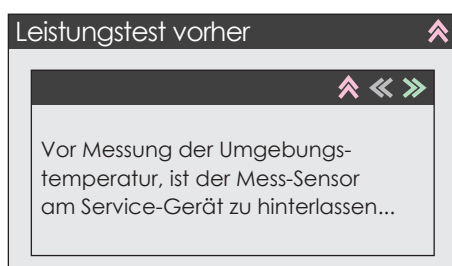 Leistungstest vorher
Vor Messung der Umgebungs-
temperatur, ist der Mess-Sensor
am Service-Gerät zu hinterlassen...